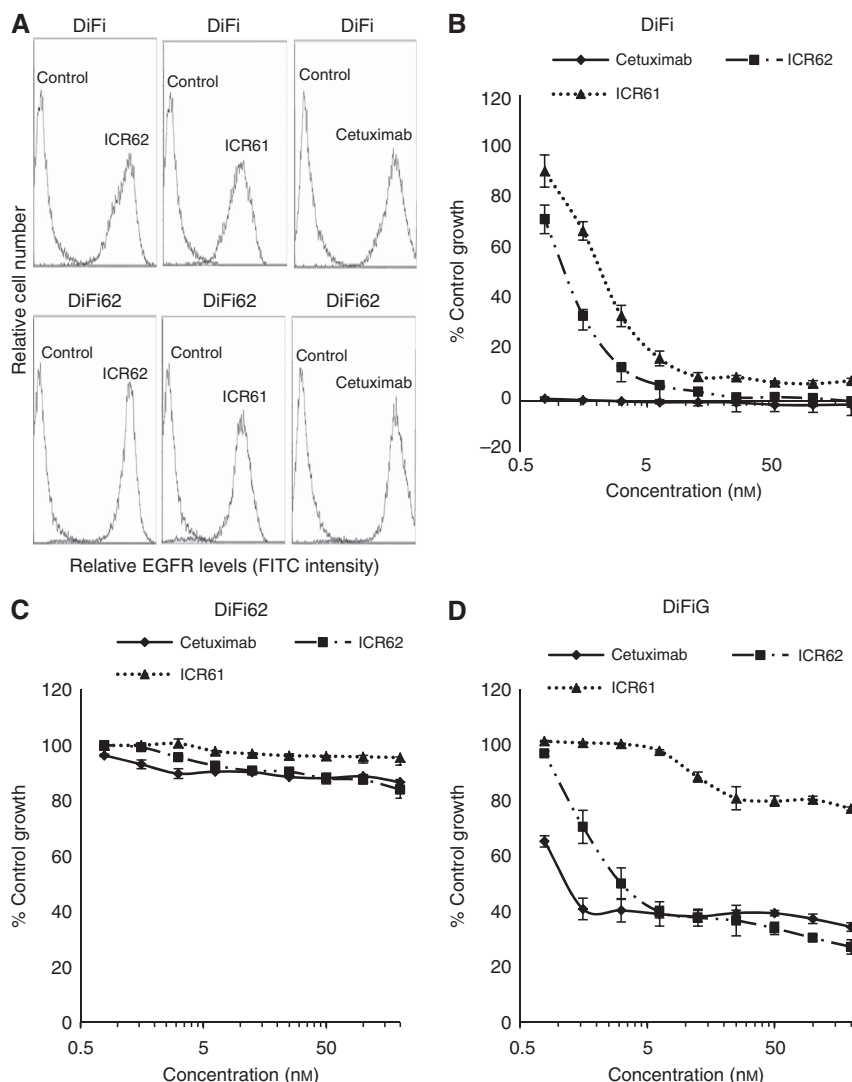 A
DiFi DiFi DiFi
Control Control Control
ICR62 ICR61 Cetuximab
DiFi62 DiFi62 DiFi62
Control Control Control
ICR62 ICR61 Cetuximab
Relative cell number
Relative EGFR levels (FITC intensity)
B
DiFi
Cetuximab ICR62
ICR61
120
100
80
60
40
20
0
–20
% Control growth
0.5 5 50
Concentration (nM)
C
DiFi62
Cetuximab ICR62
ICR61
120
100
80
60
40
20
0
% Control growth
0.5 5 50
Concentration (nM)
D
DiFiG
Cetuximab ICR62
ICR61
120
100
80
60
40
20
0
% Control growth
0.5 5 50
Concentration (nM)